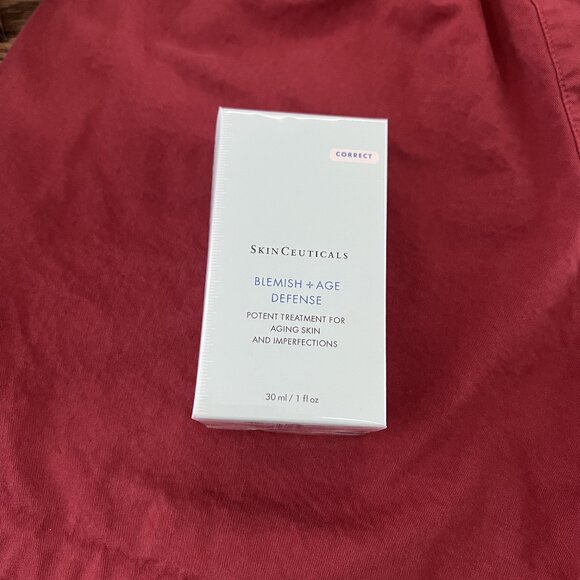 CORRECT
SKINCEUTICALS
BLEMISH + AGE
DEFENSE
POTENT TREATMENT FOR
AGING SKIN
AND IMPERFECTIONS
30 ml / 1 fl oz